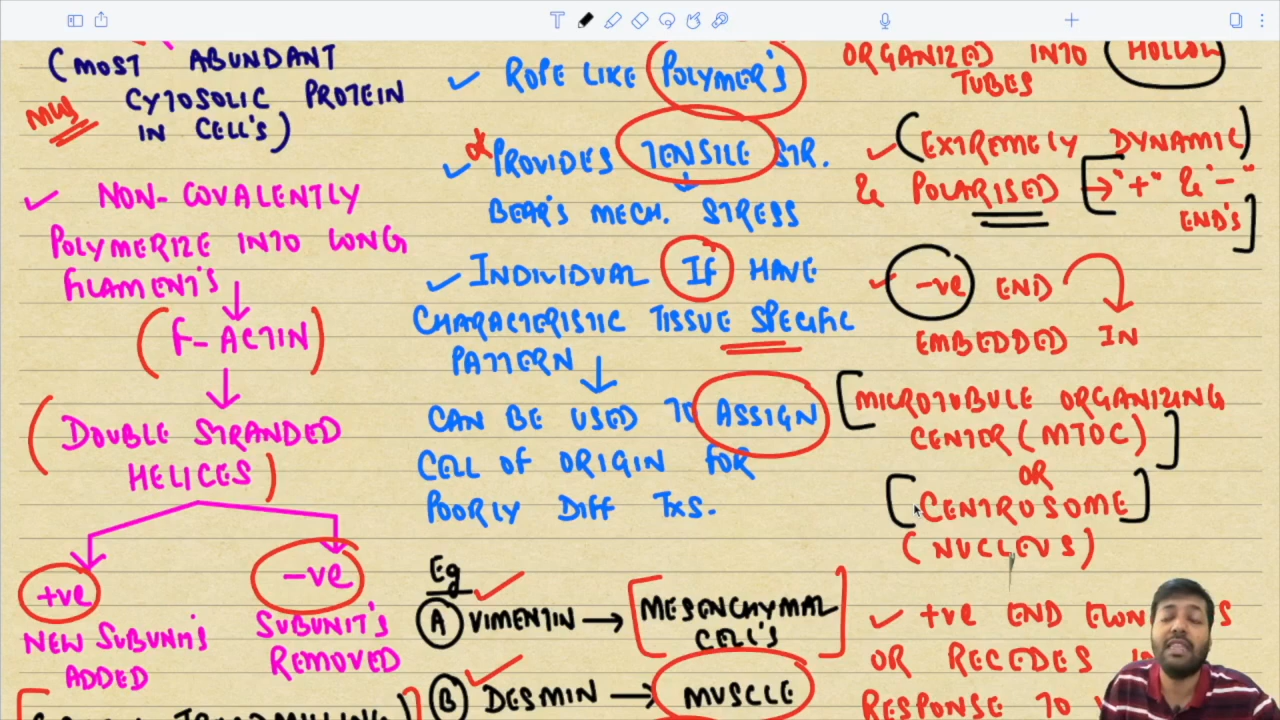 (MOST ABUNDANT
CYTOSOLIC PROTEIN
MW
IN CELL'S)
✓ NON-COVALENTLY
POLYMERIZE INTO LONG
FILAMENT'S
(F-ACTIN)
(DOUBLE STRANDED
HELICES)
+ve
-ve
NEW SUBUNIT'S
ADDED
SUBUNIT'S
REMOVED
✓ ROPE LIKE POLYMER'S
✓ PROVIDES TENSILE STR.
BEAR'S MECH. STRESS
✓ INDIVIDUAL IF HAVE
CHARACTERISTIC TISSUE SPECIFIC
PATTERN
CAN BE USED TO ASSIGN
CELL OF ORIGIN FOR
POORLY DIFF TXS.
Eg
A VIMENTIN → [MESENCHYMAL
CELL'S]
B DESMIN → MUSCLE
ORGANIZED INTO HOLLOW
TUBES
✓ (EXTREMELY DYNAMIC)
& POLARISED [→ "+" & "-"
END'S]
✓ -ve END
EMBEDDED IN
[MICROTUBULE ORGANIZING
CENTER (MTOC)]
OR
[CENTROSOME]
(NUCLEUS)
✓ +ve END
OR RECEDES
RESPONSE TO